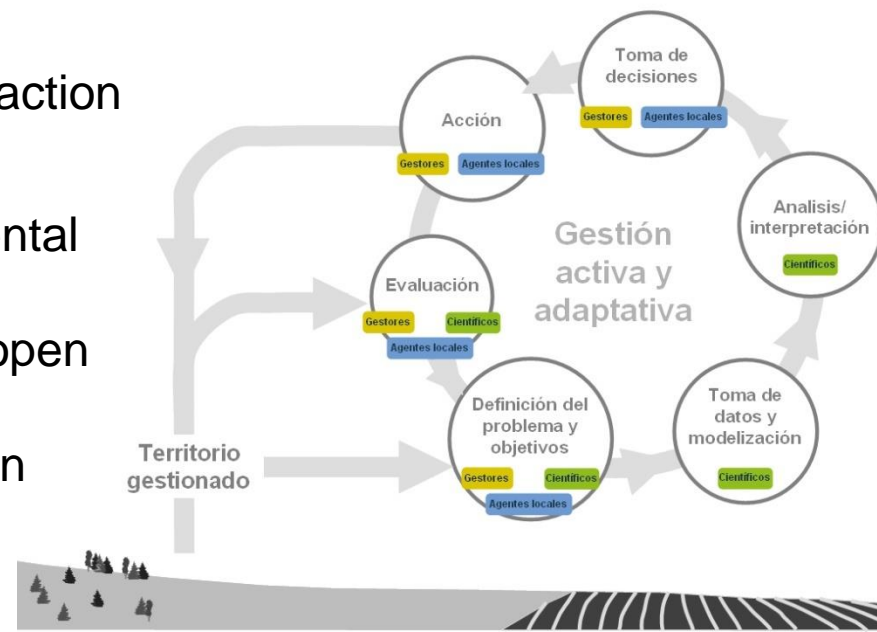 action
ntal
open
n
Toma de
decisiones
Gestores Agentes locales
Acción
Gestores Agentes locales
Analisis/
interpretación
Científicos
Gestión
activa y
adaptativa
Evaluación
Gestores Científicos
Agentes locales
Toma de
datos y
modelización
Científicos
Definición del
problema y
objetivos
Gestores Científicos
Agentes locales
Territorio
gestionado